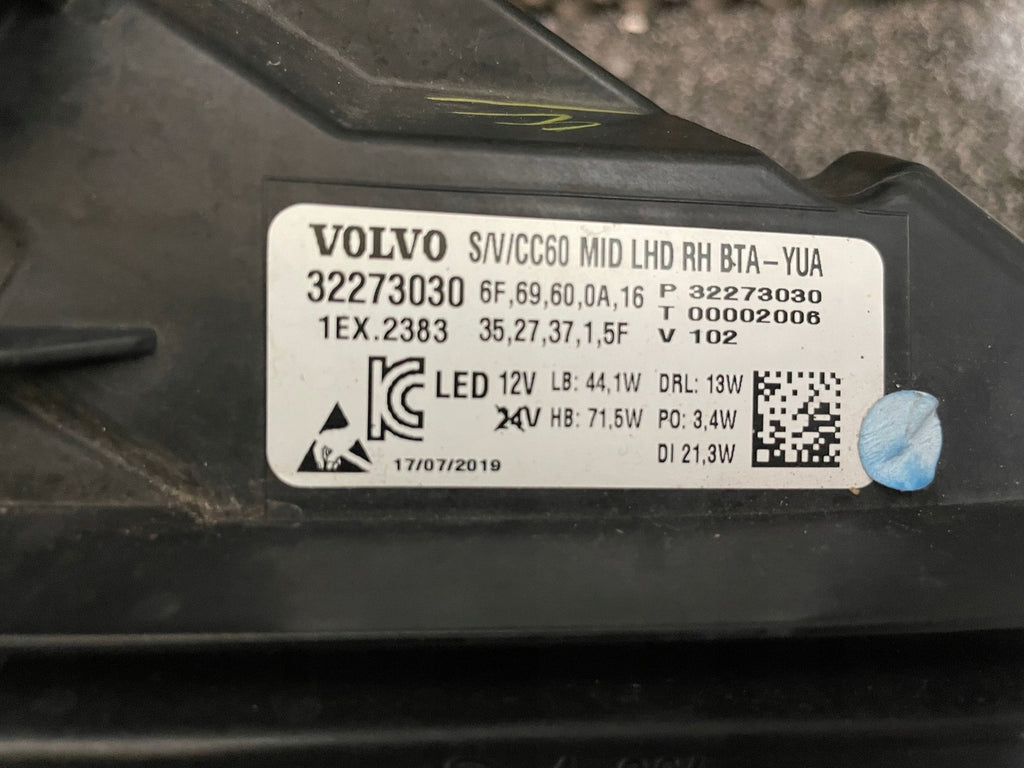 VOLVO S/V/CC60 MID LHD RH BTA-YUA
32273030 6F,69,60,0A,16 P 32273030
T 00002006
1EX.2383 35,27,37,1,5F V 102
LED 12V LB: 44,1W DRL: 13W
24V HB: 71,5W PO: 3,4W
DI 21,3W
17/07/2019